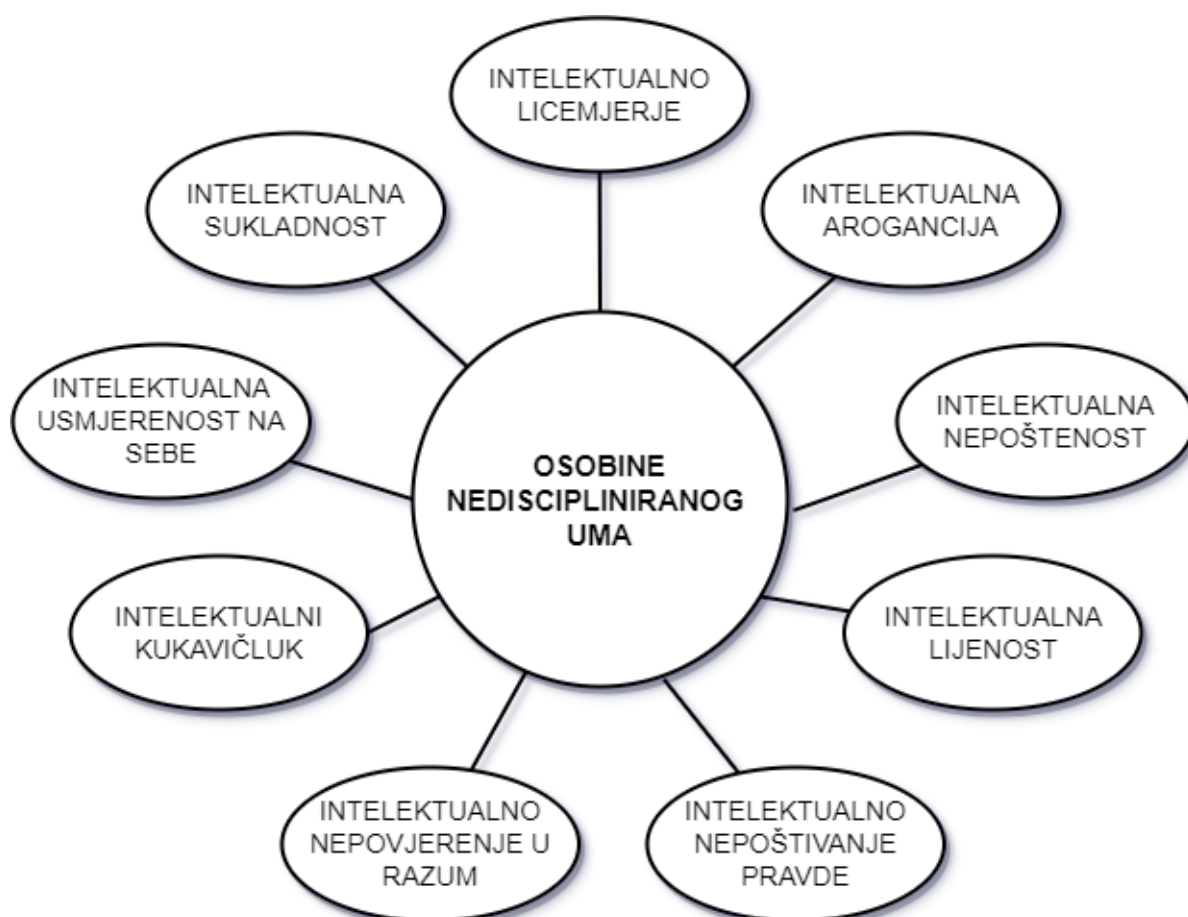 INTELEKTUALNO
LICEMJERJE
INTELEKTUALNA
SUKLADNOST
INTELEKTUALNA
AROGANCIJA
INTELEKTUALNA
USMJERENOST NA
SEBE
INTELEKTUALNA
NEPOŠTENOST
OSOBINE
NEDISCIPLINIRANOG
UMA
INTELEKTUALNI
KUKAVIČLUK
INTELEKTUALNA
LIJENOST
INTELEKTUALNO
NEPOVJERENJE U
RAZUM
INTELEKTUALNO
NEPOŠTIVANJE
PRAVDE